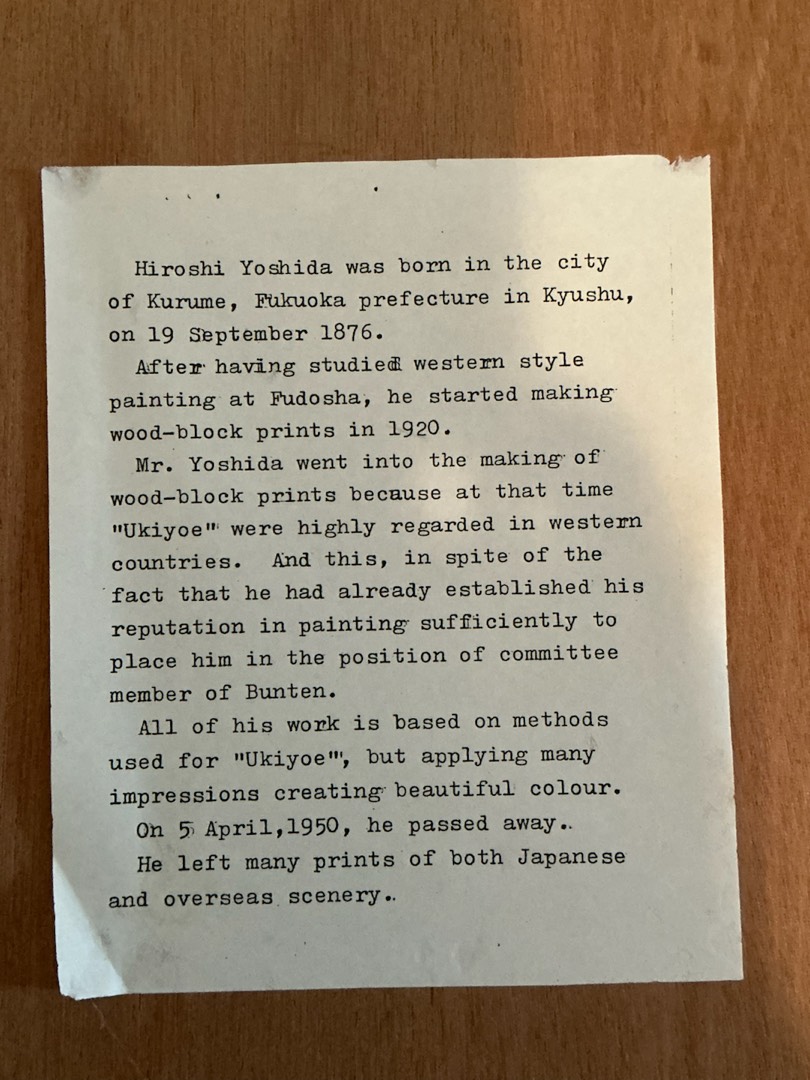 Hiroshi Yoshida was born in the city
of Kurume, Fukuoka prefecture in Kyushu,
on 19 September 1876.
After having studied western style
painting at Fudosha, he started making
wood-block prints in 1920.
Mr. Yoshida went into the making of
wood-block prints because at that time
"Ukiyoe" were highly regarded in western
countries.  And this, in spite of the
fact that he had already established his
reputation in painting sufficiently to
place him in the position of committee
member of Bunten.
All of his work is based on methods
used for "Ukiyoe"', but applying many
impressions creating beautiful colour.
On 5 April,1950, he passed away..
He left many prints of both Japanese
and overseas scenery..